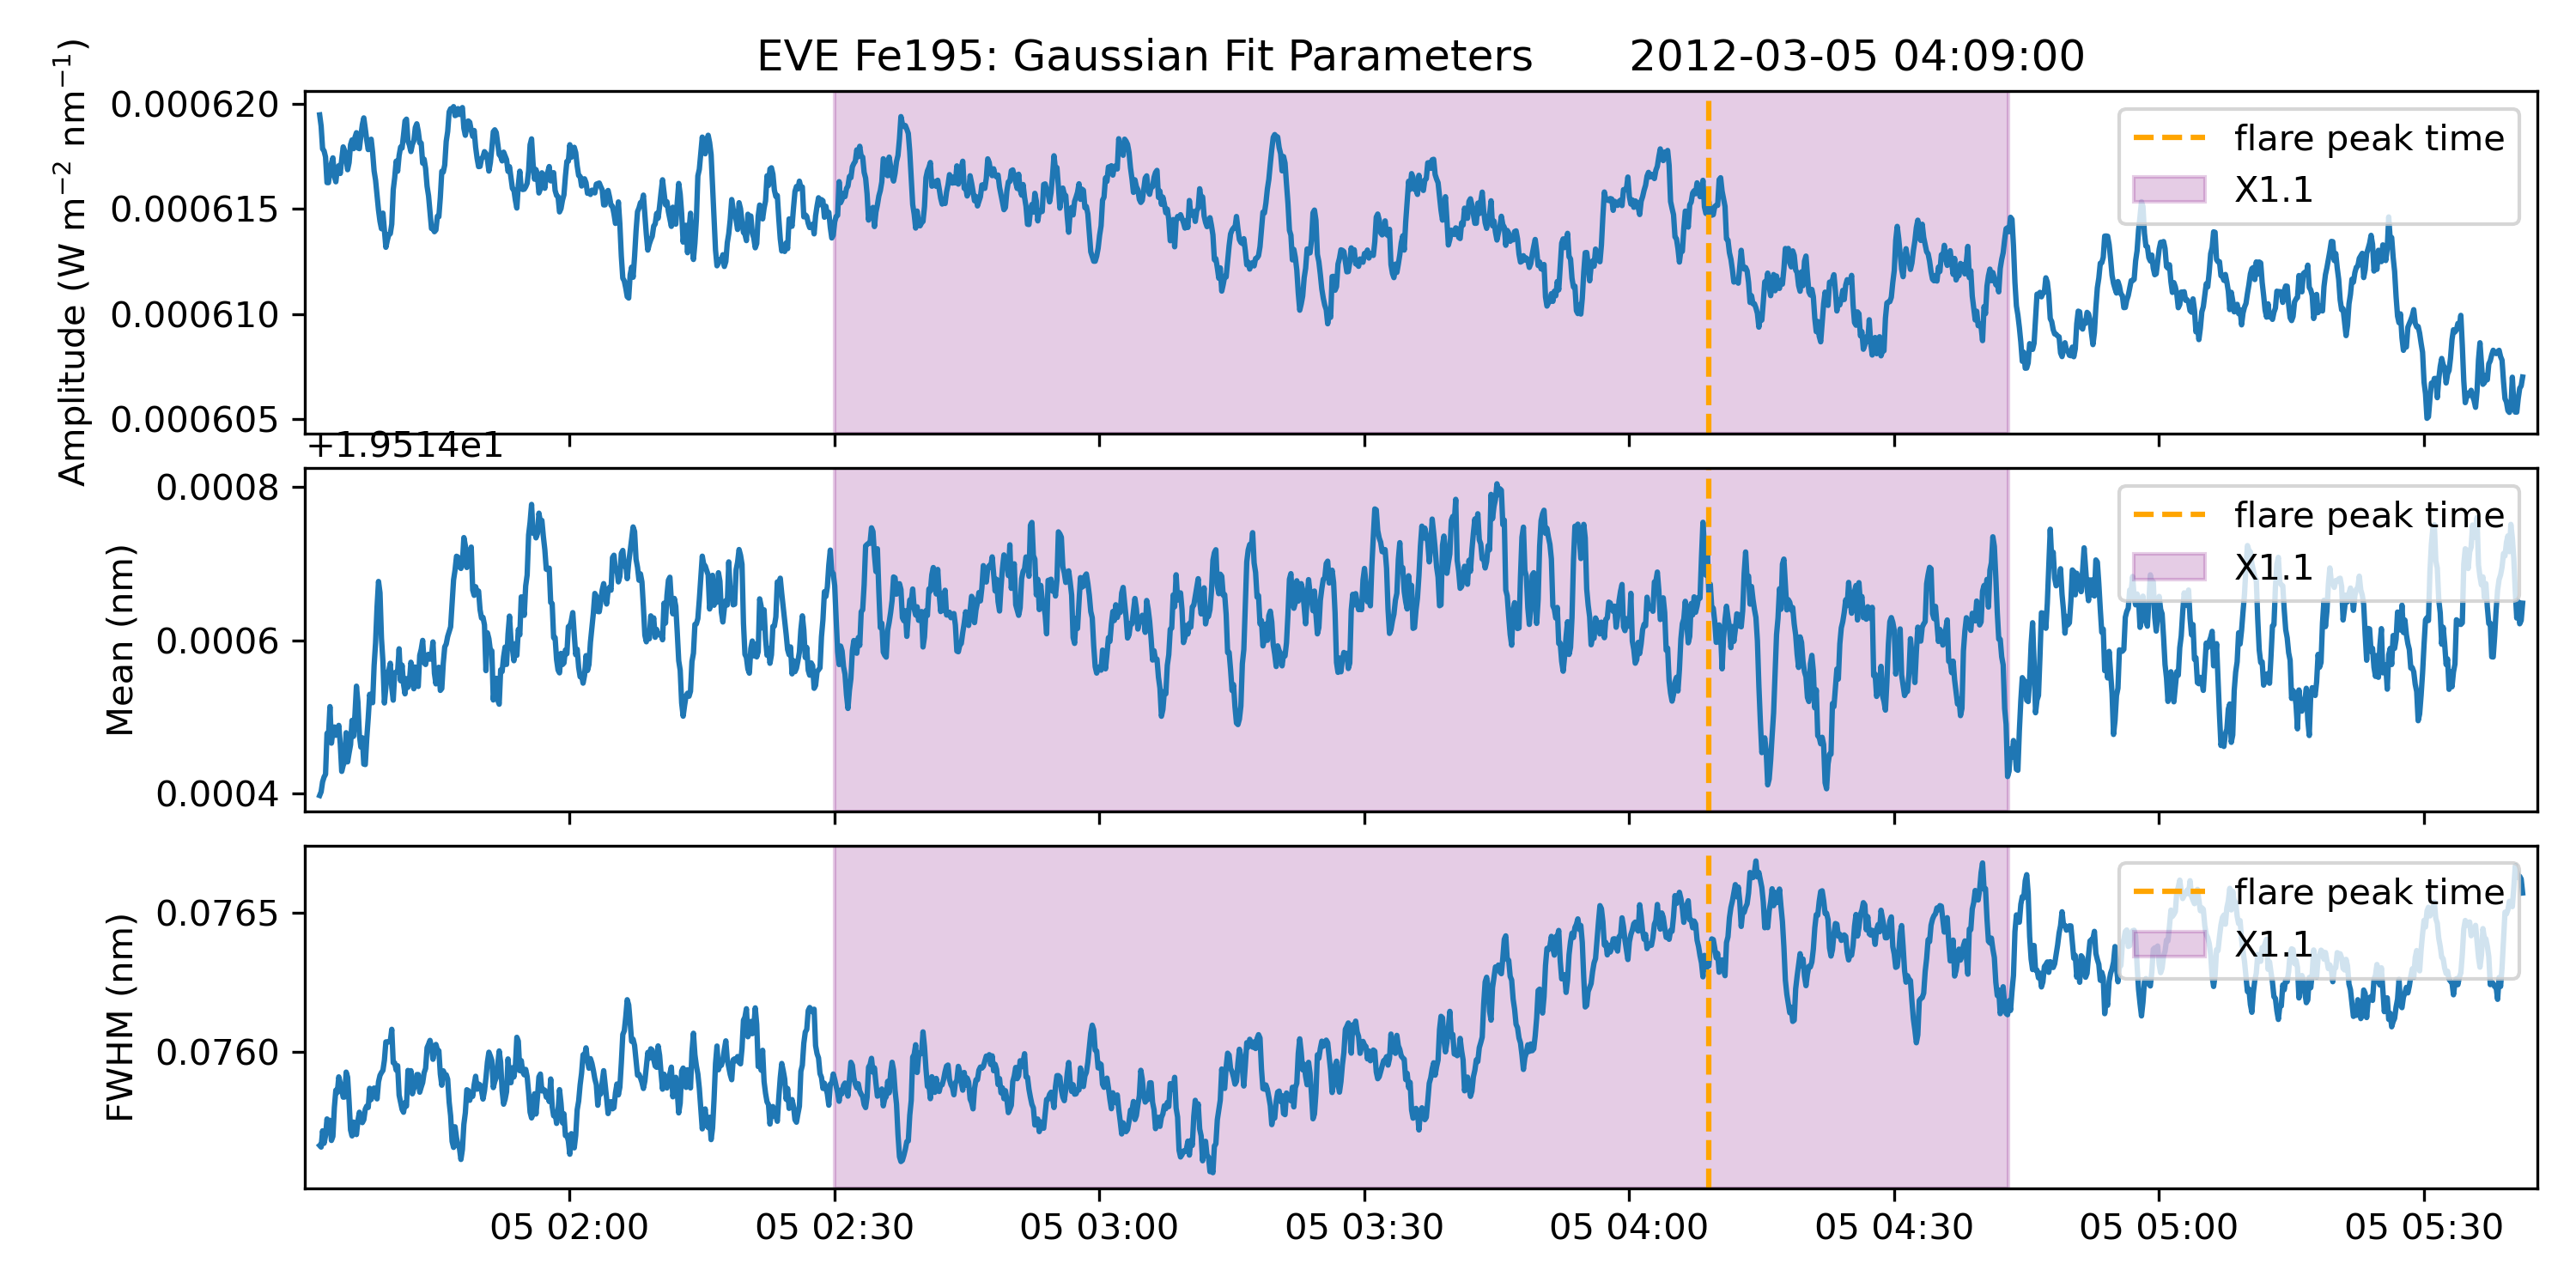 EVE Fe195: Gaussian Fit Parameters 2012-03-05 04:09:00
Amplitude (W m⁻² nm⁻¹)
0.000620
0.000615
0.000610
0.000605
flare peak time
X1.1
+1.9514e1
Mean (nm)
0.0008
0.0006
0.0004
flare peak time
X1.1
FWHM (nm)
0.0765
0.0760
flare peak time
X1.1
05 02:00 05 02:30 05 03:00 05 03:30 05 04:00 05 04:30 05 05:00 05 05:30